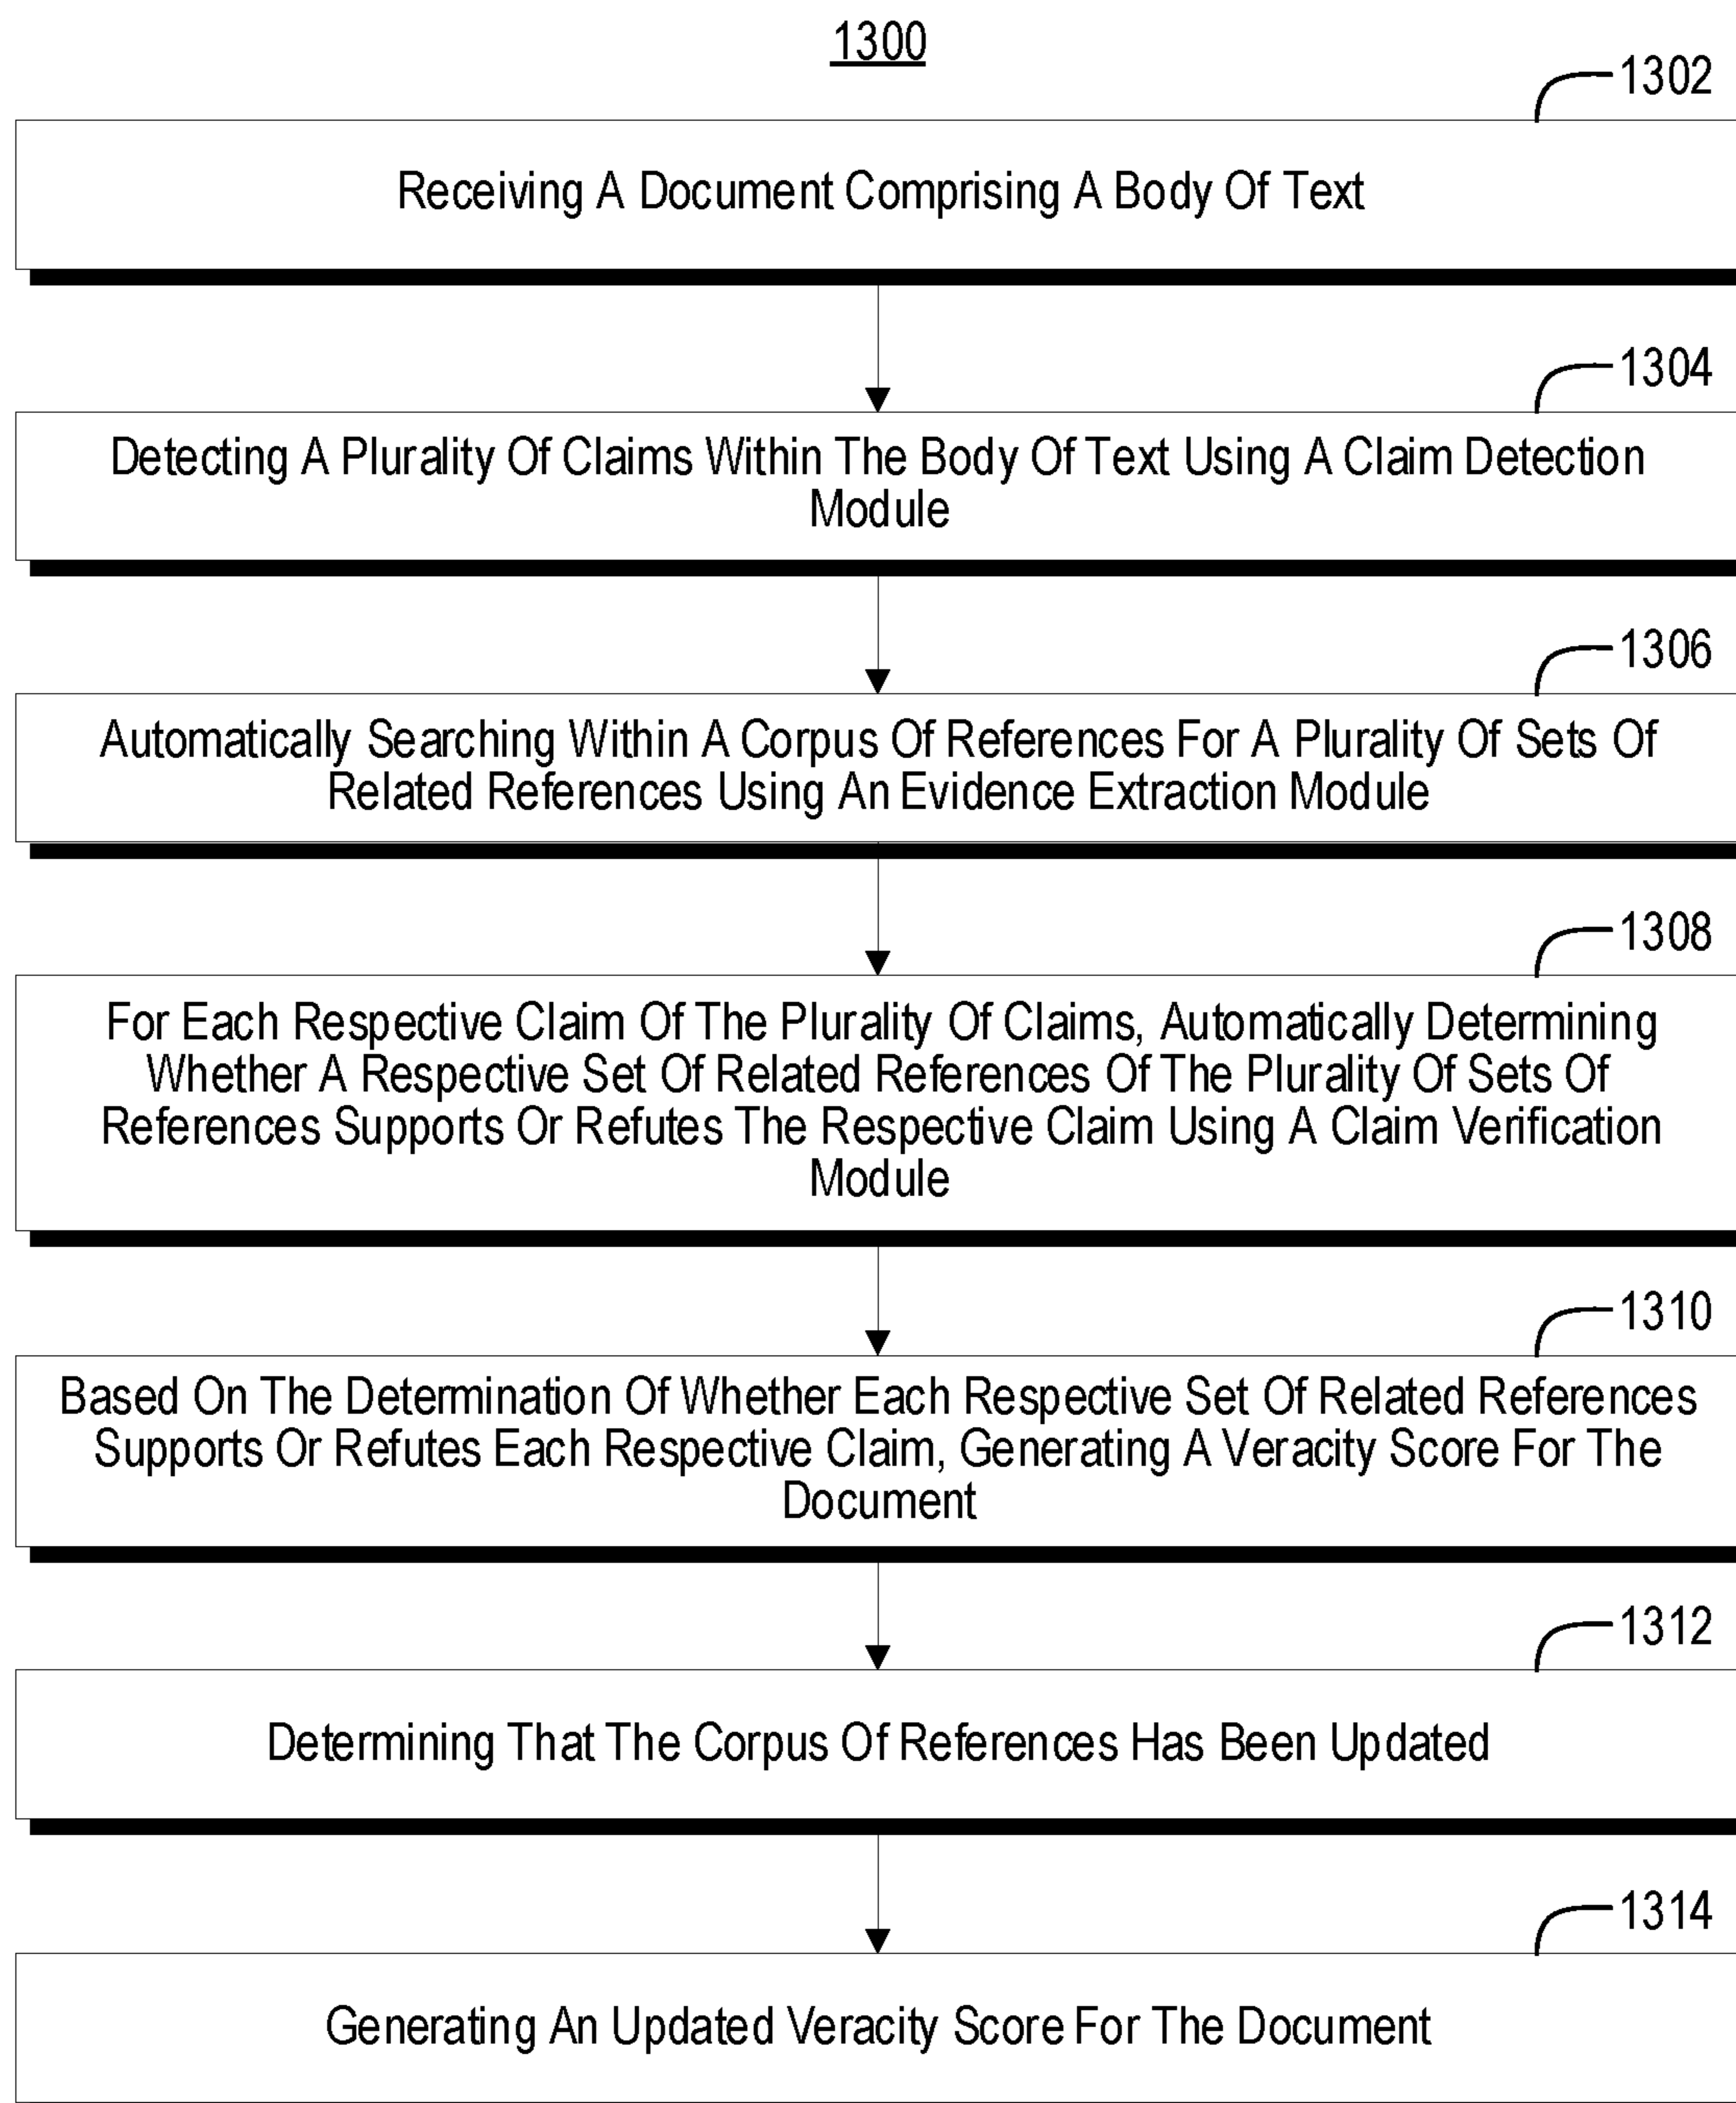 1300
1302
Receiving A Document Comprising A Body Of Text
1304
Detecting A Plurality Of Claims Within The Body Of Text Using A Claim Detection
Module
1306
Automatically Searching Within A Corpus Of References For A Plurality Of Sets Of
Related References Using An Evidence Extraction Module
1308
For Each Respective Claim Of The Plurality Of Claims, Automatically Determining
Whether A Respective Set Of Related References Of The Plurality Of Sets Of
References Supports Or Refutes The Respective Claim Using A Claim Verification
Module
1310
Based On The Determination Of Whether Each Respective Set Of Related References
Supports Or Refutes Each Respective Claim, Generating A Veracity Score For The
Document
1312
Determining That The Corpus Of References Has Been Updated
1314
Generating An Updated Veracity Score For The Document